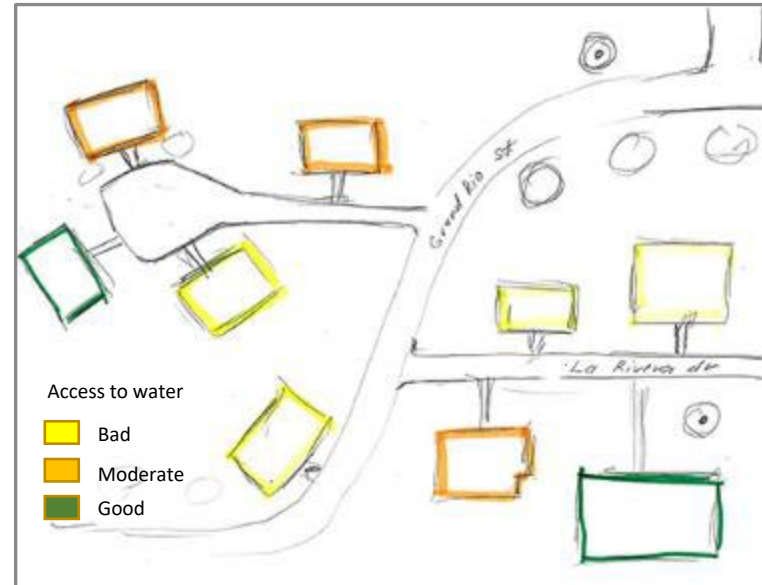 Grand Rio St
La Rivera dr
Access to water
Bad
Moderate
Good